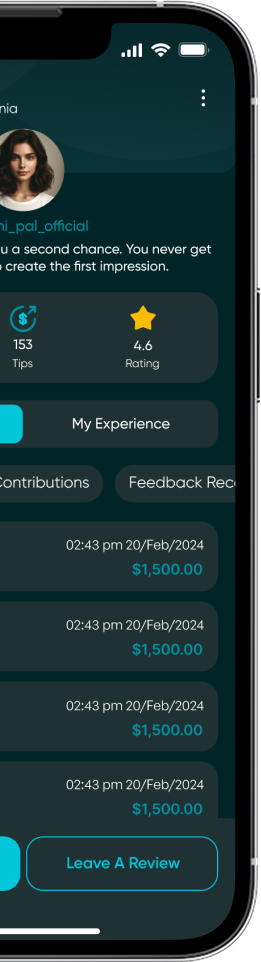 nia
ni_pal_official
u a second chance. You never get
o create the first impression.
153
Tips
4.6
Rating
My Experience
Contributions
Feedback Rece
02:43 pm 20/Feb/2024
$1,500.00
02:43 pm 20/Feb/2024
$1,500.00
02:43 pm 20/Feb/2024
$1,500.00
02:43 pm 20/Feb/2024
$1,500.00
Leave A Review